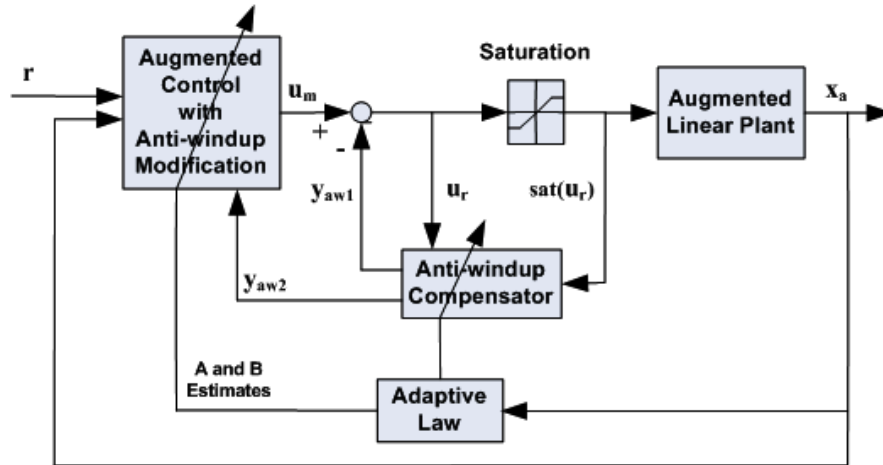 r
Augmented
Control
with
Anti-windup
Modification
u_m
+
-
Saturation
Augmented
Linear Plant
x_a
y_aw1
u_r
sat(u_r)
y_aw2
Anti-windup
Compensator
A and B
Estimates
Adaptive
Law